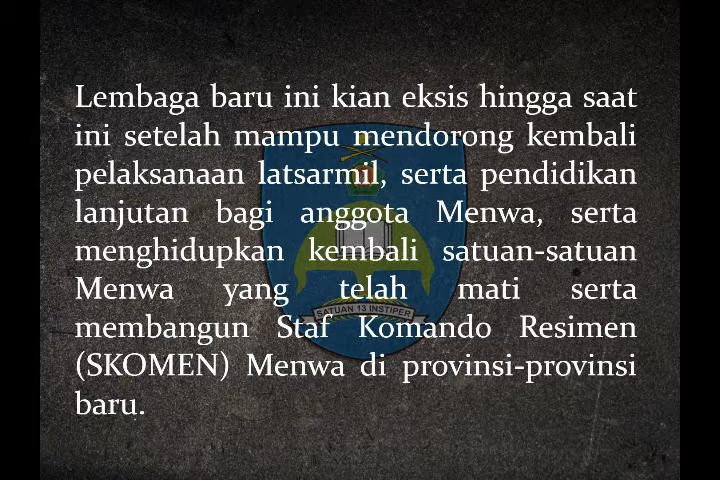 Lembaga baru ini kian eksis hingga saat
ini setelah mampu mendorong kembali
pelaksanaan latsarmil, serta pendidikan
lanjutan bagi anggota Menwa, serta
menghidupkan kembali satuan-satuan
Menwa yang telah mati serta
SATUAN 13 INSTIPER
membangun Staf Komando Resimen
(SKOMEN) Menwa di provinsi-provinsi
baru.